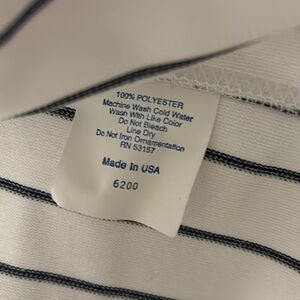 100% POLYESTER
Machine Wash Cold Water
Wash With Like Color
Do Not Bleach
Line Dry
Do Not Iron Ornamentation
RN 53157
Made In USA
6200